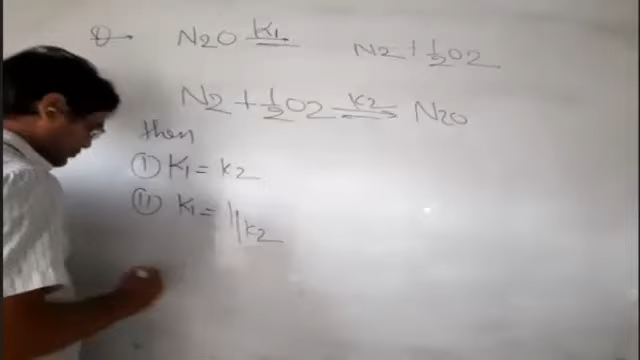 Q → N2O K1 N2 + 1/2 O2
N2 + 1/2 O2 K2 ⇌ N2O
then
(i) K1 = K2
(ii) K1 = 1/K2